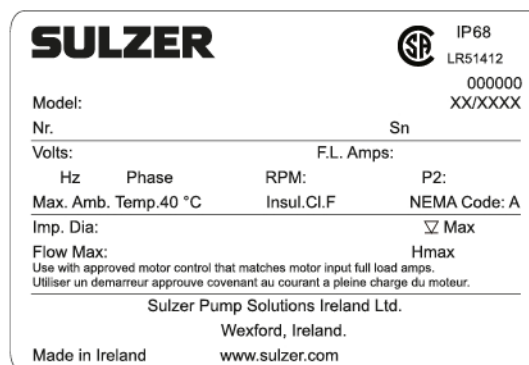 SULZER
SA
IP68
LR51412
000000
Model: XX/XXXX
Nr. Sn
Volts: F.L. Amps:
Hz Phase RPM: P2:
Max. Amb. Temp.40 °C Insul.Cl.F NEMA Code: A
Imp. Dia: Max
Flow Max: Hmax
Use with approved motor control that matches motor input full load amps.
Utiliser un demarreur approuve covenant au courant a pleine charge du moteur.
Sulzer Pump Solutions Ireland Ltd.
Wexford, Ireland.
Made in Ireland www.sulzer.com